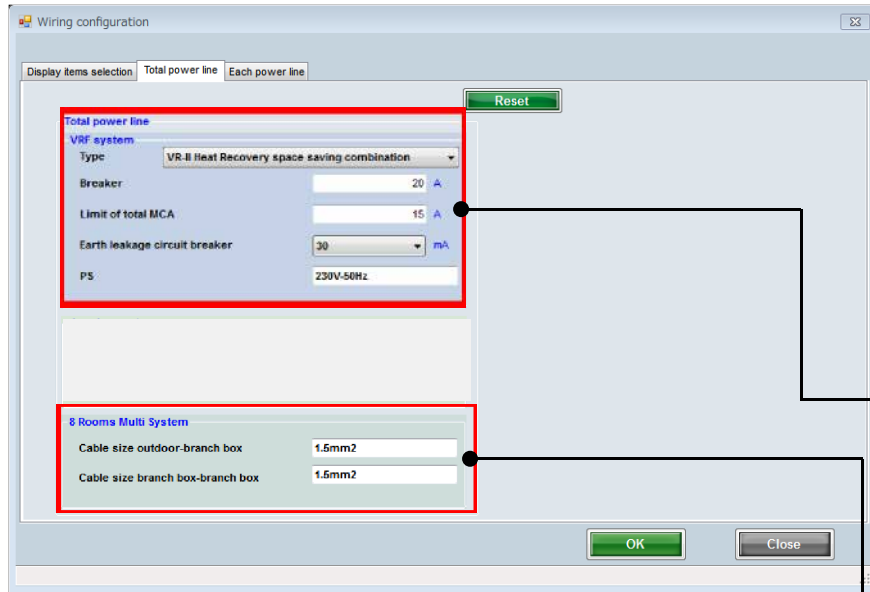 Wiring configuration
Display items selection Total power line Each power line
Reset
Total power line
VRF system
Type VR-II Heat Recovery space saving combination
Breaker 20 A
Limit of total MCA 15 A
Earth leakage circuit breaker 30 mA
PS 230V-50Hz
8 Rooms Multi System
Cable size outdoor-branch box 1.5mm2
Cable size branch box-branch box 1.5mm2
OK Close